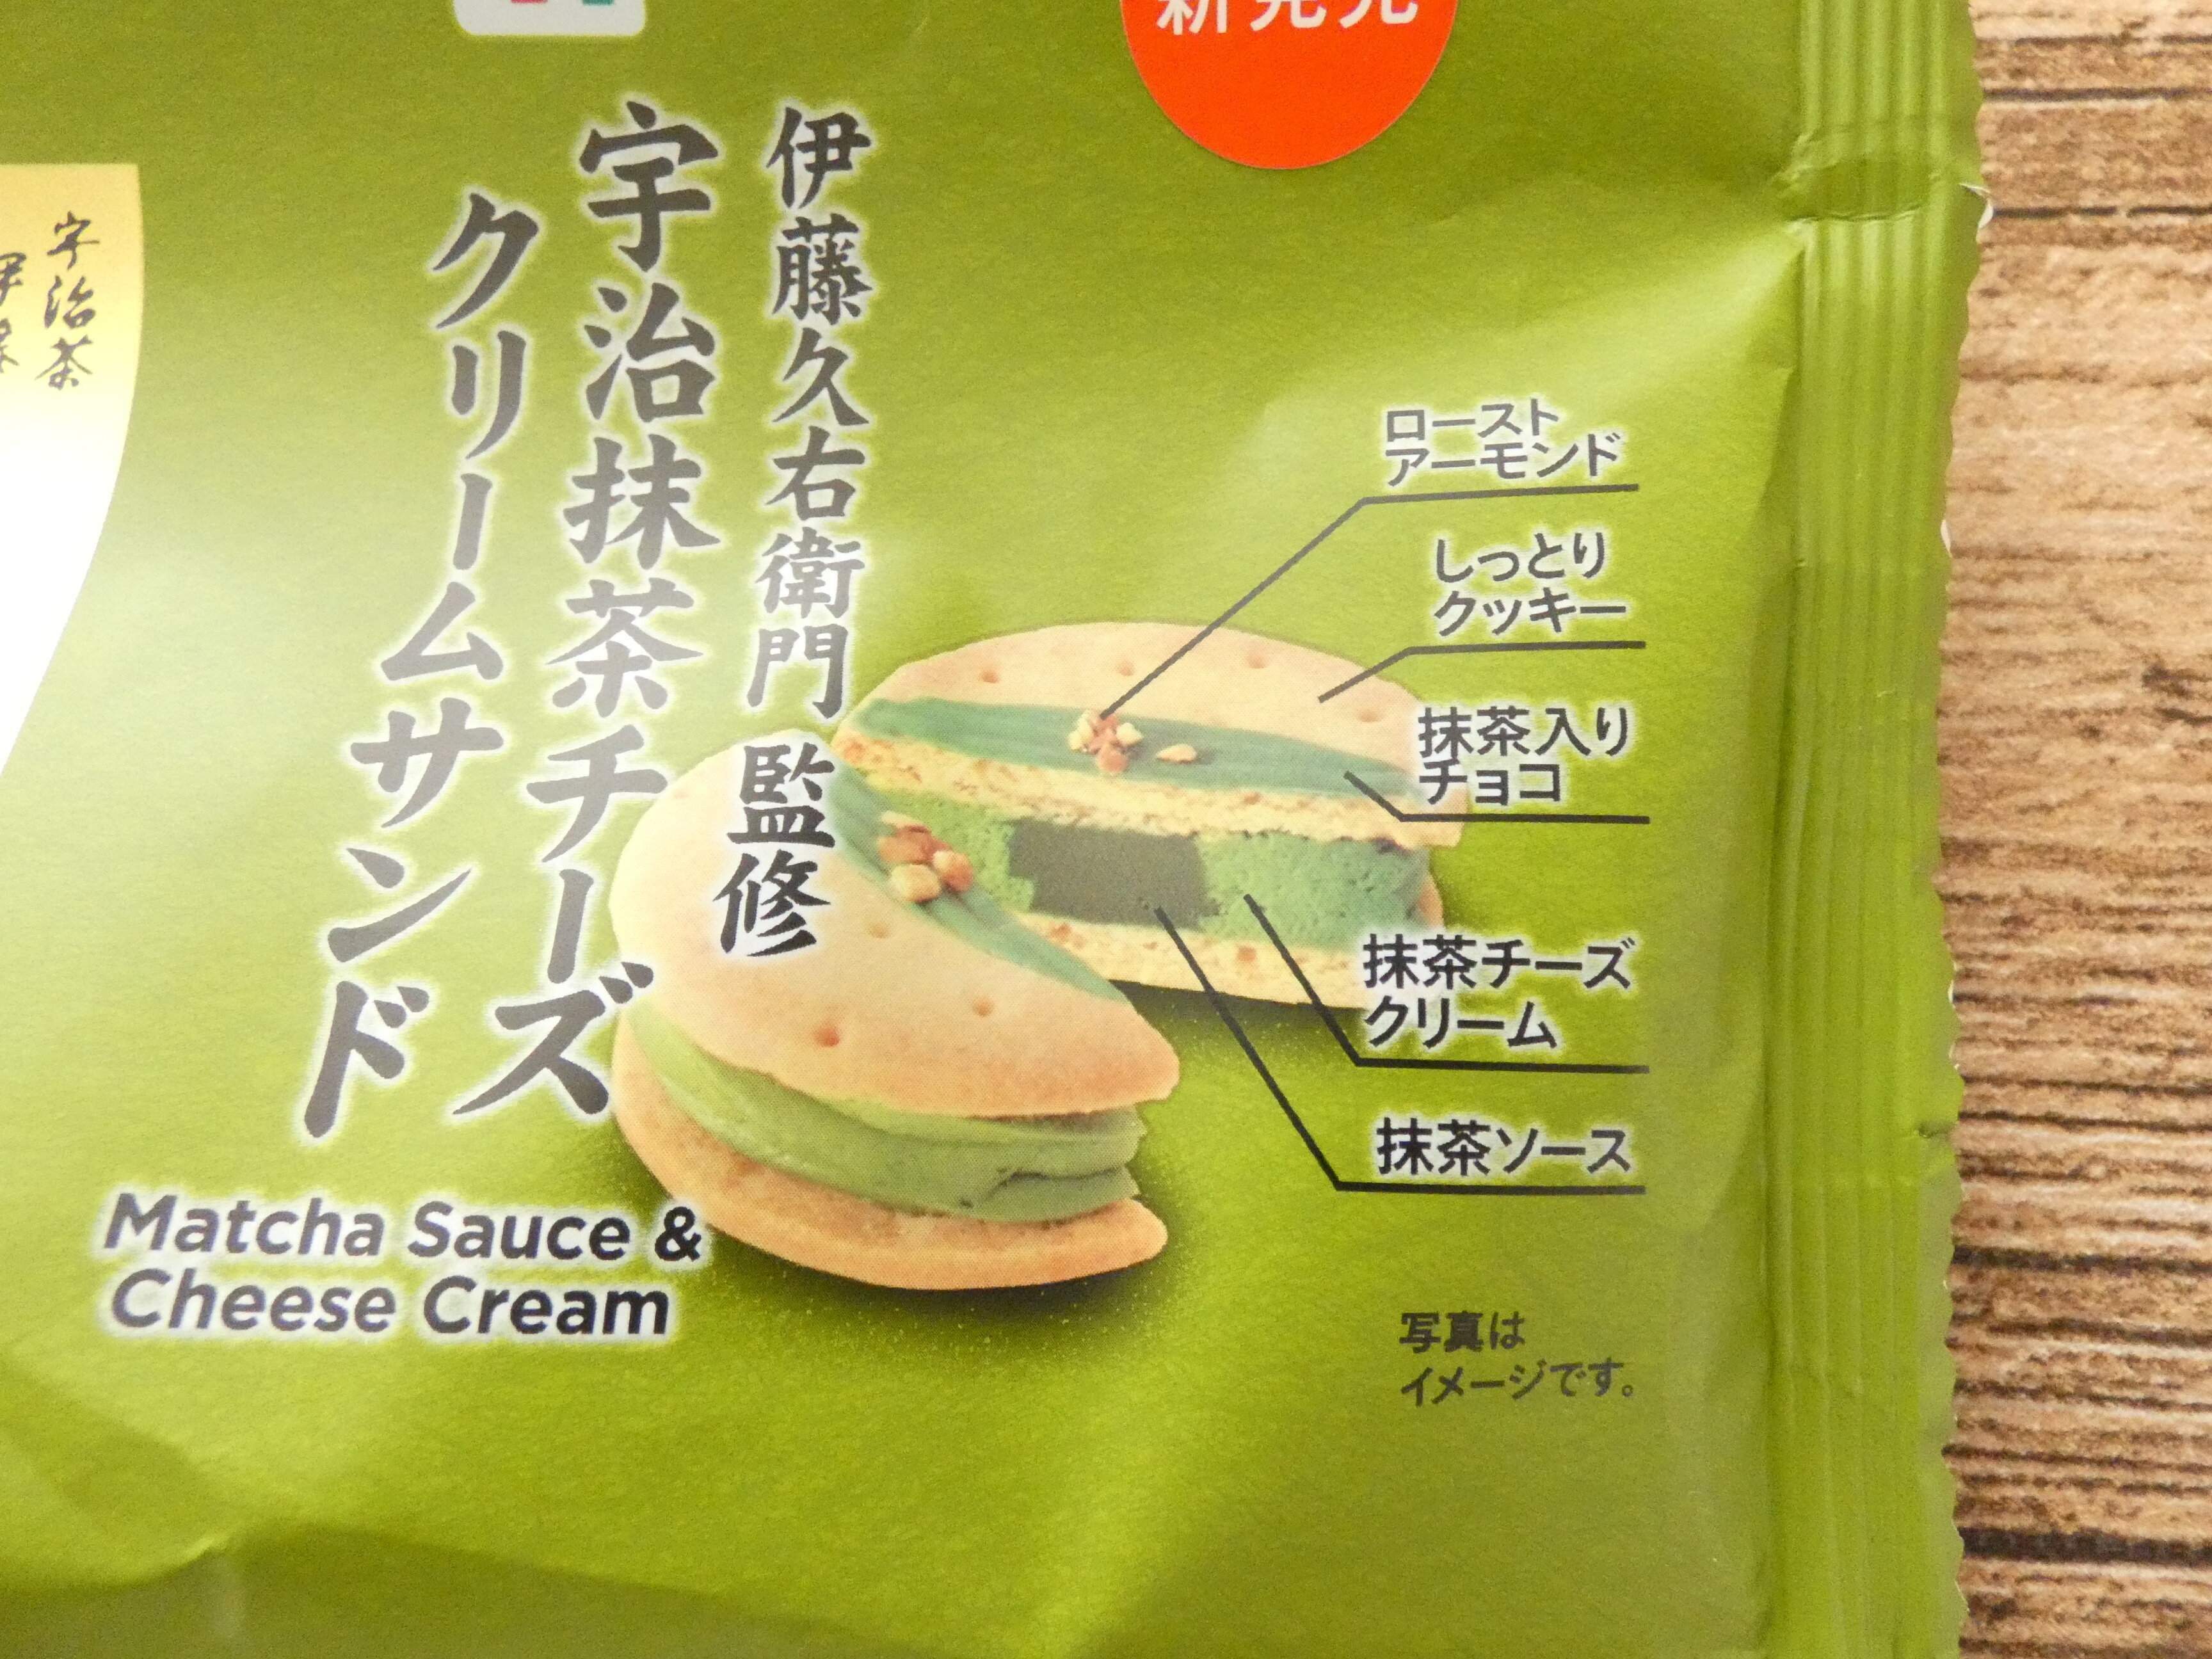 新発売
伊藤久右衛門 監修
宇治抹茶チーズ
クリームサンド
宇治茶
Matcha Sauce &
Cheese Cream
ロースト
アーモンド
しっとり
クッキー
抹茶入り
チョコ
抹茶チーズ
クリーム
抹茶ソース
写真は
イメージです。